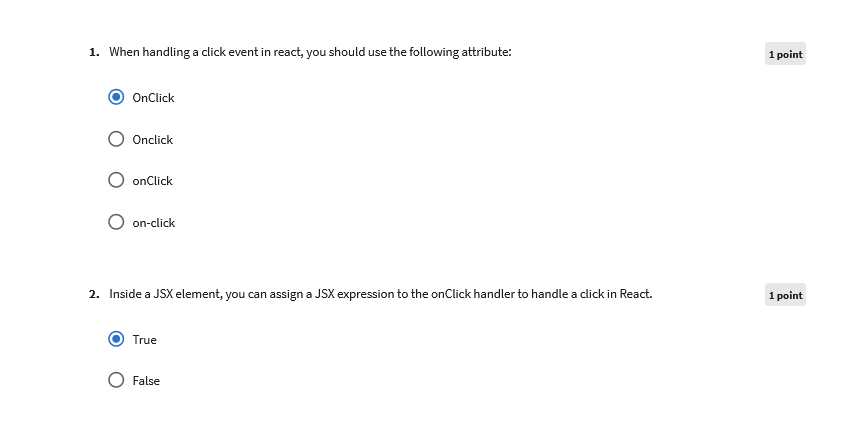 1. When handling a click event in react, you should use the following attribute:
1 point
OnClick
Onclick
onClick
on-click
2. Inside a JSX element, you can assign a JSX expression to the onClick handler to handle a click in React.
1 point
True
False